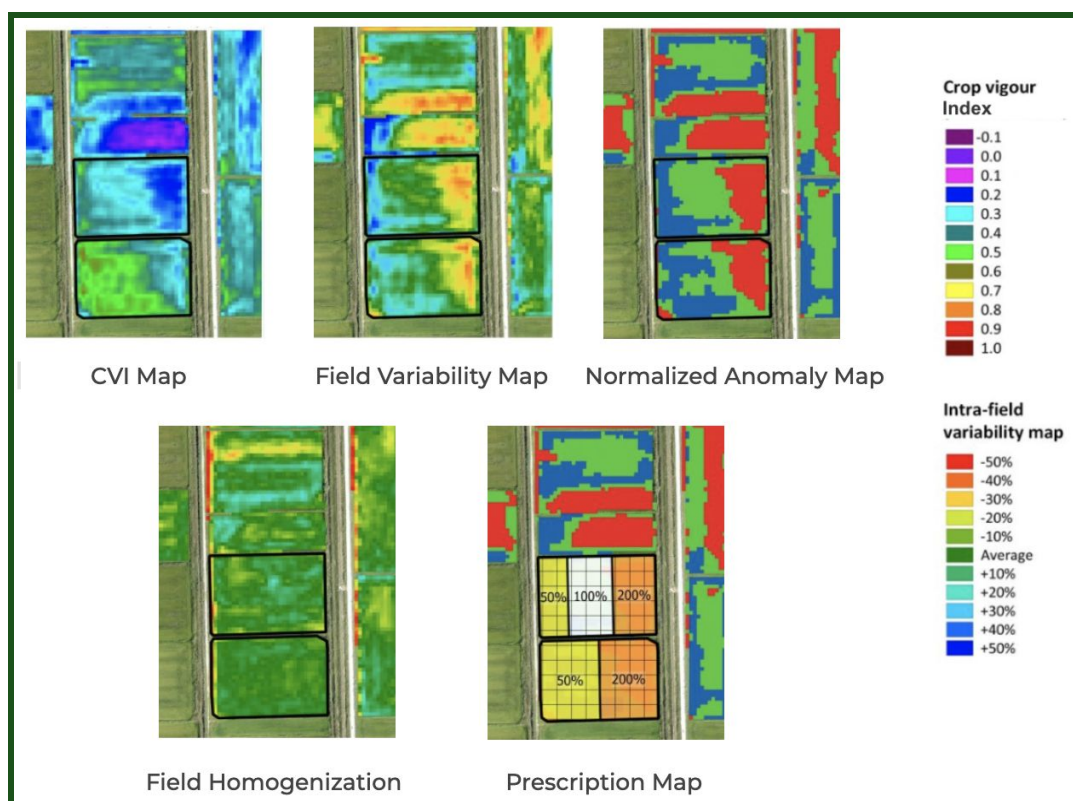 CVI Map
Field Variability Map
Normalized Anomaly Map
50%
100%
200%
50%
200%
Field Homogenization
Prescription Map
Crop vigour
Index
-0.1
0.0
0.1
0.2
0.3
0.4
0.5
0.6
0.7
0.8
0.9
1.0
Intra-field
variability map
-50%
-40%
-30%
-20%
-10%
Average
+10%
+20%
+30%
+40%
+50%